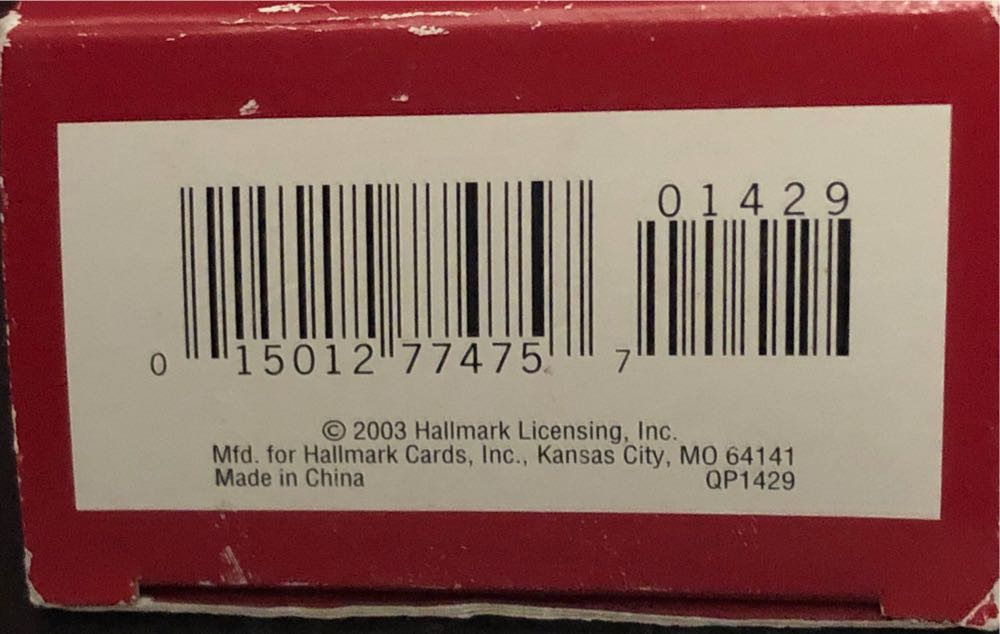 01429
0 15012 77475 7
© 2003 Hallmark Licensing, Inc.
Mfd. for Hallmark Cards, Inc., Kansas City, MO 64141
Made in China QP1429